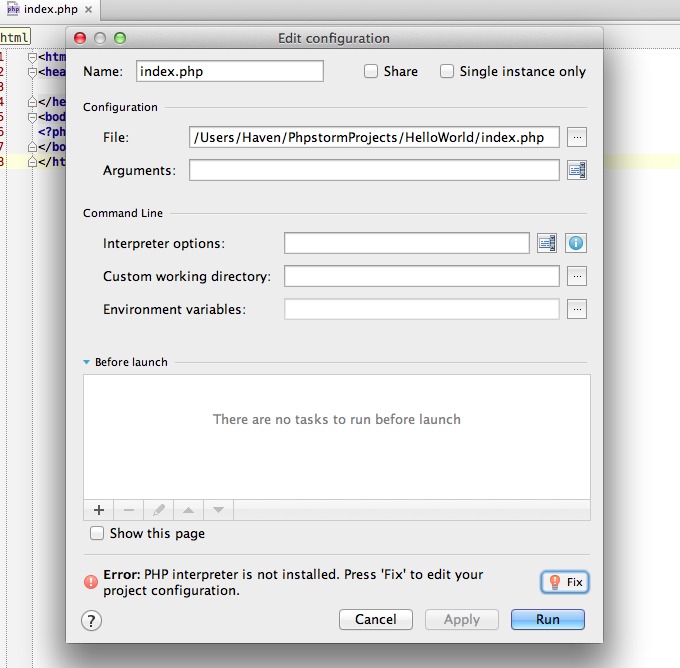 php index.php ×
html
Edit configuration
1 <htm
2 <hea
3
4 </he
5 <bod
6 <?ph
7 </bo
8 </ht
Name: index.php Share Single instance only
Configuration
File: /Users/Haven/PhpstormProjects/HelloWorld/index.php ...
Arguments:
Command Line
Interpreter options:
Custom working directory: ...
Environment variables: ...
Before launch
There are no tasks to run before launch
Show this page
Error: PHP interpreter is not installed. Press 'Fix' to edit your
project configuration.
Fix
? Cancel Apply Run